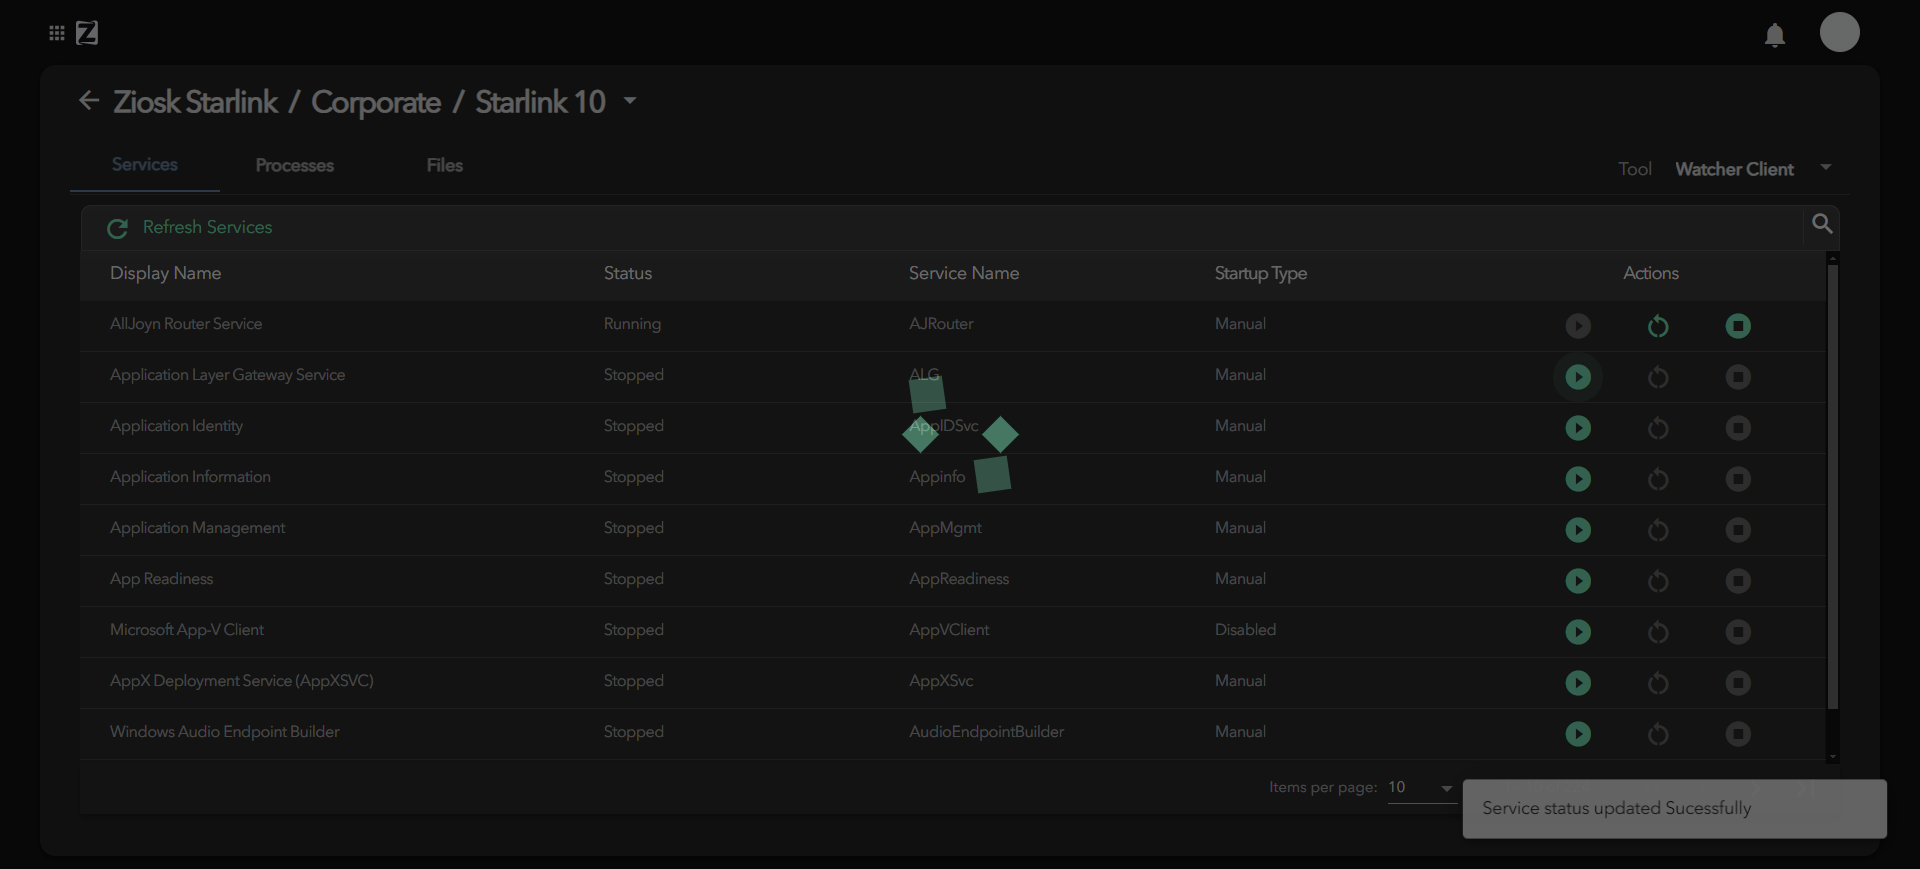 Z
Ziosk Starlink / Corporate / Starlink 10
Services Processes Files Tool Watcher Client
Refresh Services
Display Name Status Service Name Startup Type Actions
AllJoyn Router Service Running AJRouter Manual
Application Layer Gateway Service Stopped ALG Manual
Application Identity Stopped AppIDSvc Manual
Application Information Stopped Appinfo Manual
Application Management Stopped AppMgmt Manual
App Readiness Stopped AppReadiness Manual
Microsoft App-V Client Stopped AppVClient Disabled
AppX Deployment Service (AppXSVC) Stopped AppXSvc Manual
Windows Audio Endpoint Builder Stopped AudioEndpointBuilder Manual
Items per page: 10
Service status updated Sucessfully